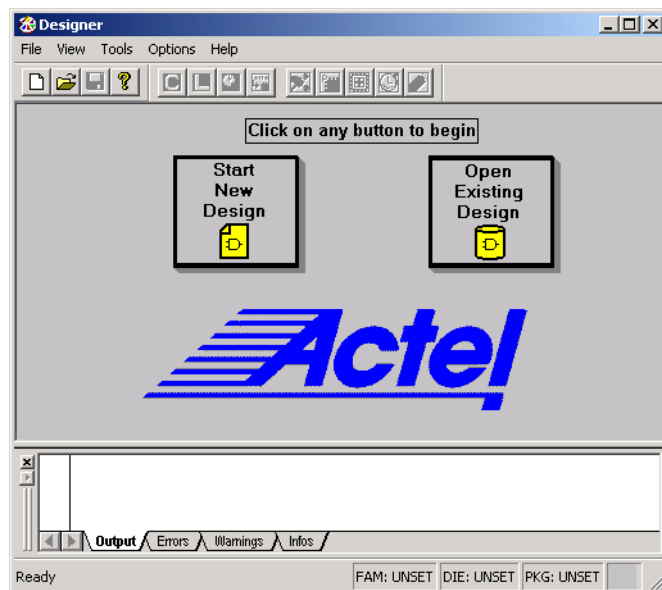 Designer
File View Tools Options Help
Click on any button to begin
Start
New
Design
Open
Existing
Design
Actel
Output Errors Warnings Infos
Ready FAM: UNSET DIE: UNSET PKG: UNSET